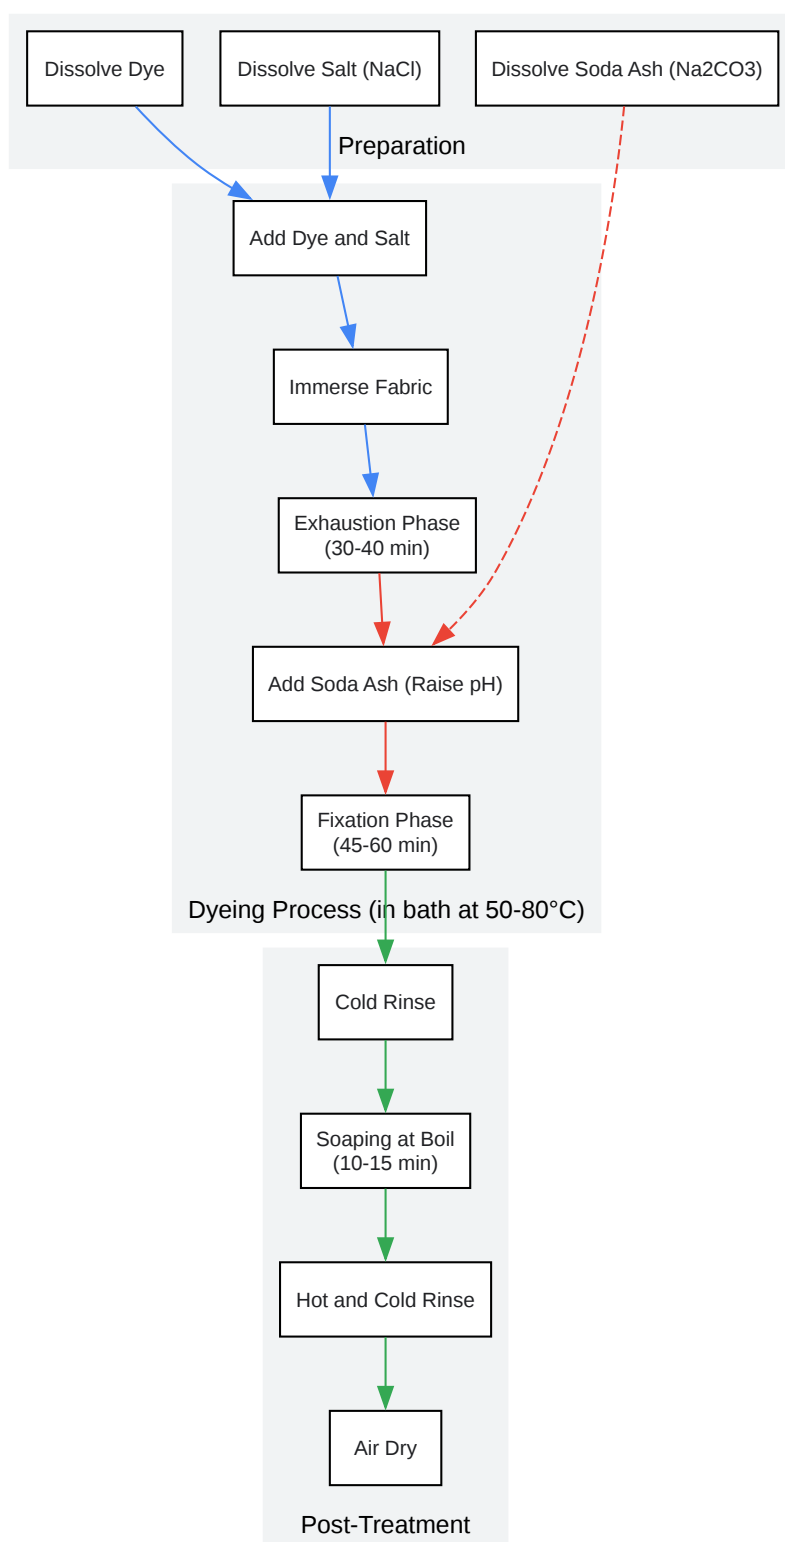 Dissolve Dye
Dissolve Salt (NaCl)
Dissolve Soda Ash (Na2CO3)
Preparation
Add Dye and Salt
Immerse Fabric
Exhaustion Phase
(30-40 min)
Add Soda Ash (Raise pH)
Fixation Phase
(45-60 min)
Dyeing Process (in bath at 50-80°C)
Cold Rinse
Soaping at Boil
(10-15 min)
Hot and Cold Rinse
Air Dry
Post-Treatment